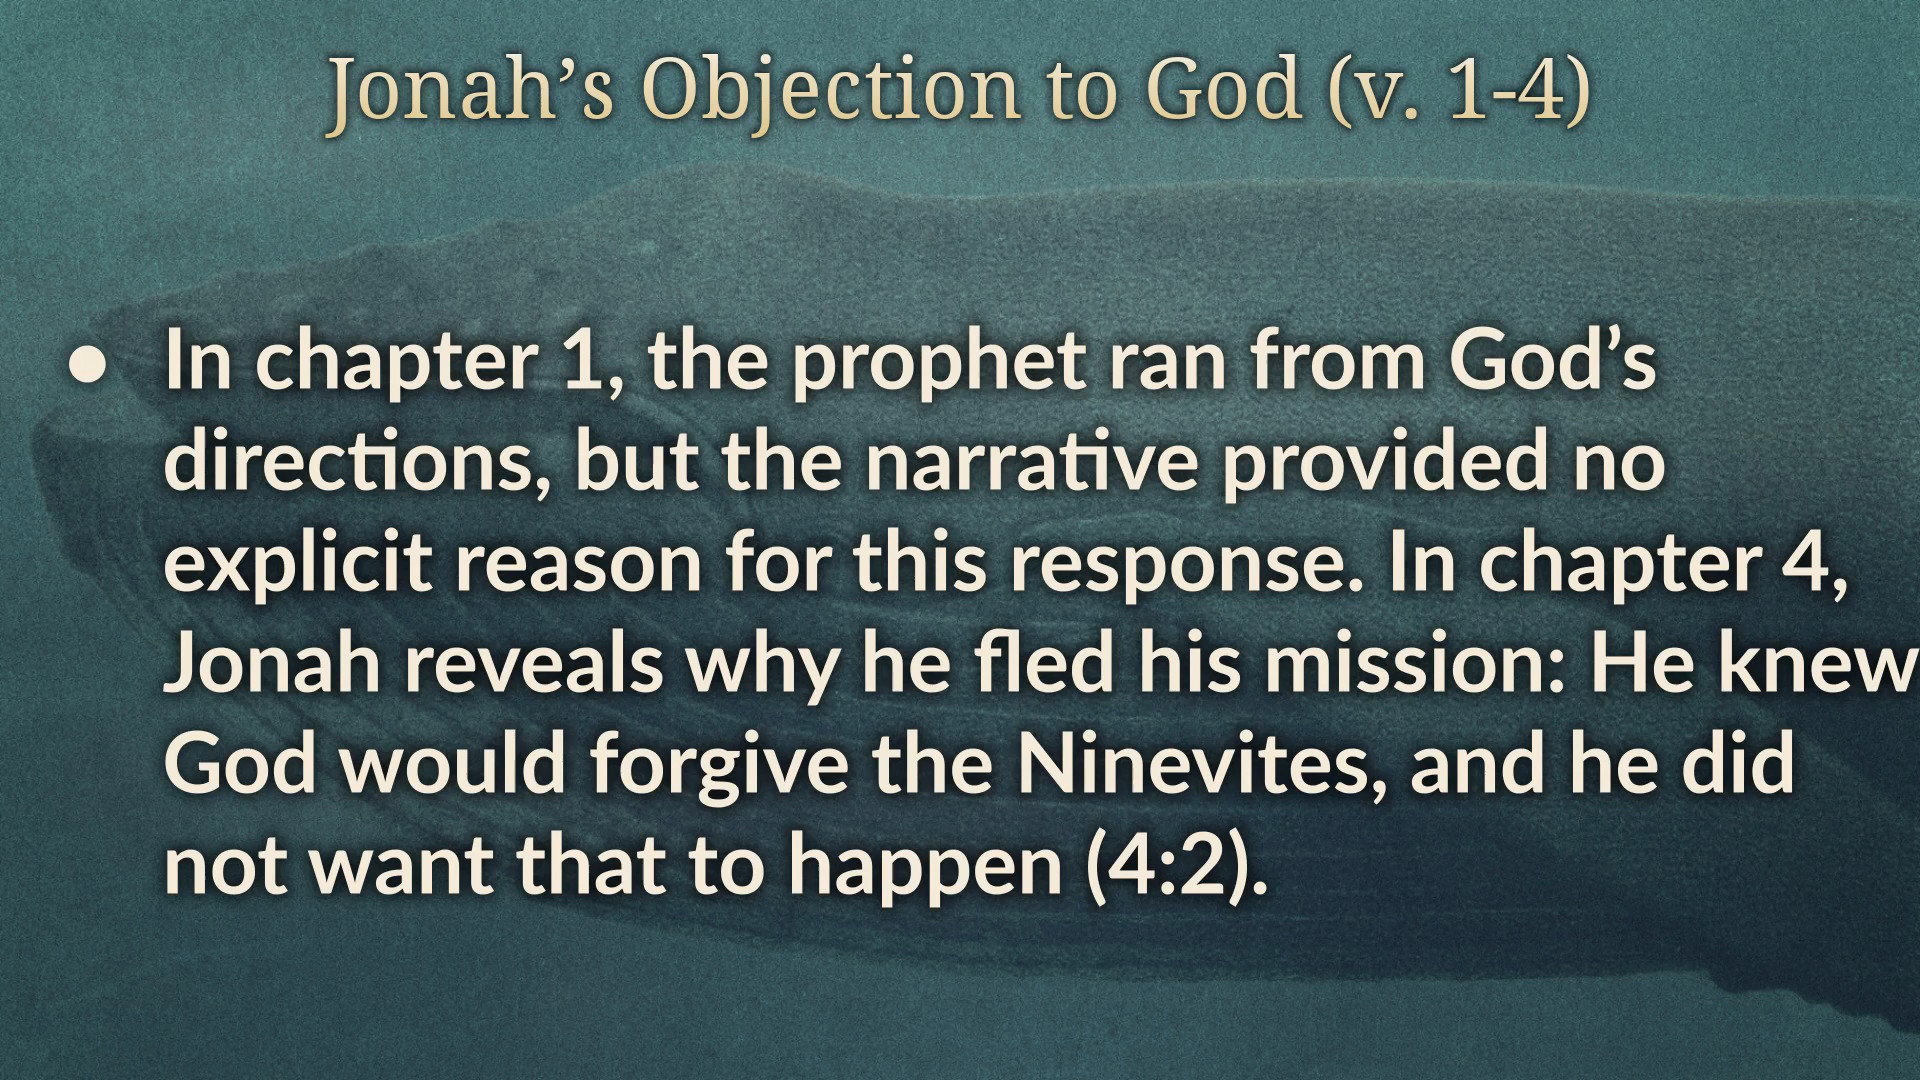 Jonah’s Objection to God (v. 1-4)
• In chapter 1, the prophet ran from God’s
directions, but the narrative provided no
explicit reason for this response. In chapter 4,
Jonah reveals why he fled his mission: He knew
God would forgive the Ninevites, and he did
not want that to happen (4:2).